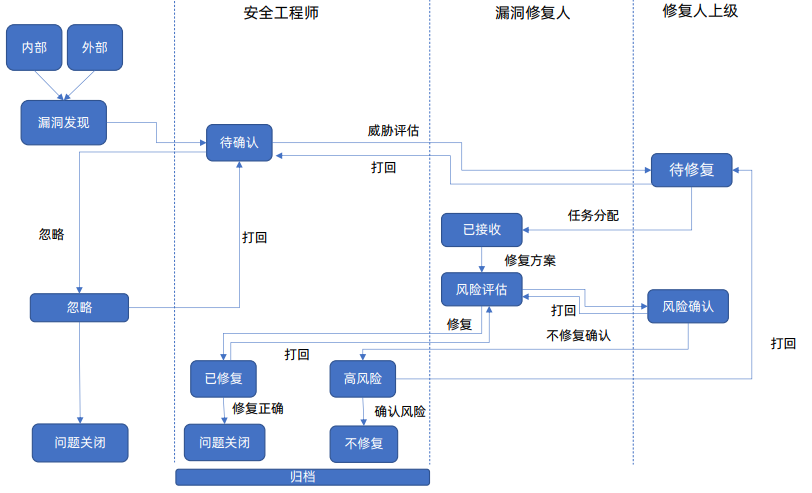 安全工程师
漏洞修复人
修复人上级
内部
外部
漏洞发现
待确认
威胁评估
打回
待修复
已接收
任务分配
忽略
打回
修复方案
风险评估
打回
风险确认
忽略
修复
不修复确认
打回
打回
已修复
高风险
修复正确
确认风险
问题关闭
问题关闭
不修复
归档